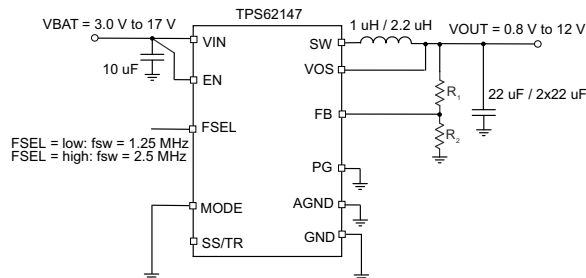 TPS62147
VBAT = 3.0 V to 17 V
1 uH / 2.2 uH
VOUT = 0.8 V to 12 V
VIN
SW
10 uF
VOS
EN
R1
22 uF / 2x22 uF
FB
FSEL
R2
FSEL = low: fsw = 1.25 MHz
FSEL = high: fsw = 2.5 MHz
PG
MODE
AGND
SS/TR
GND